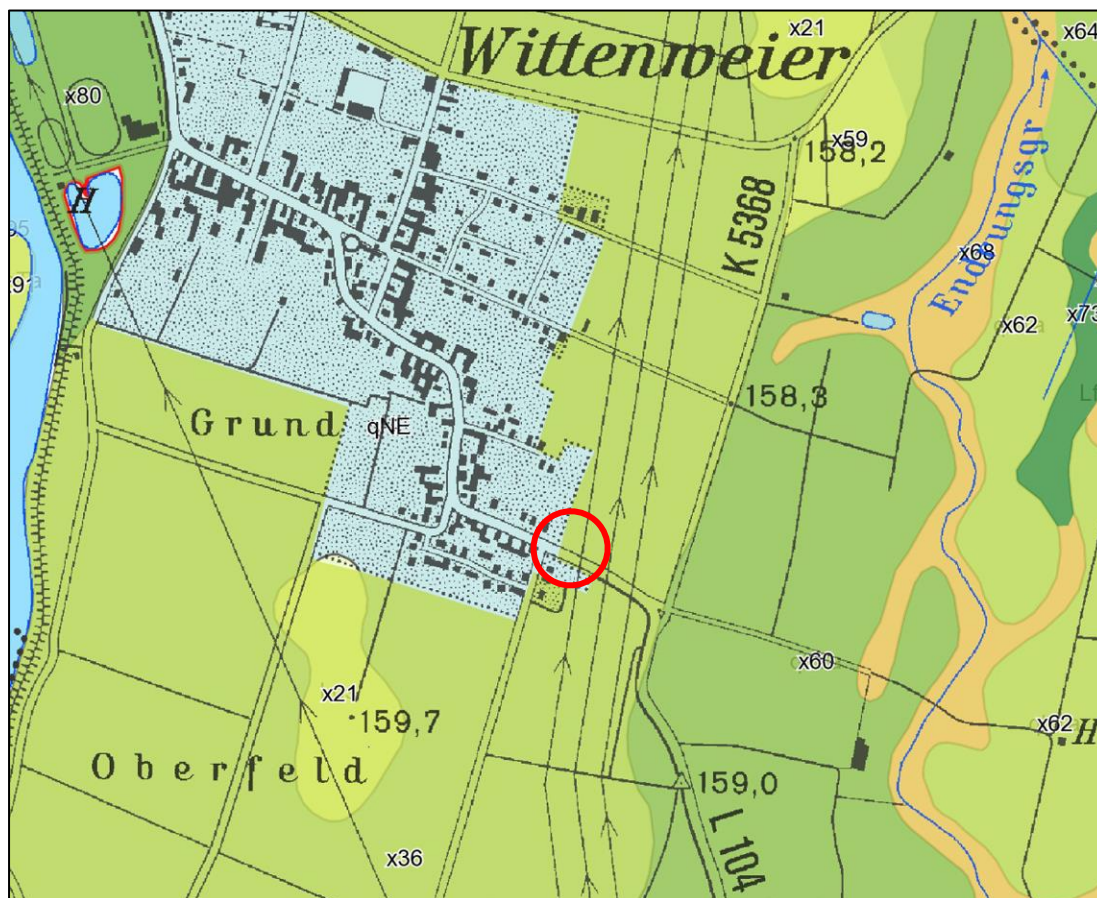 x21
x64
Wittenweier
x80
x59
158,2
H
K 5368
x68
Endrungsgr
x62
x73
158,3
Grund
qNE
x60
x21
159,7
x62
H
Oberfeld
159,0
x36
L 104